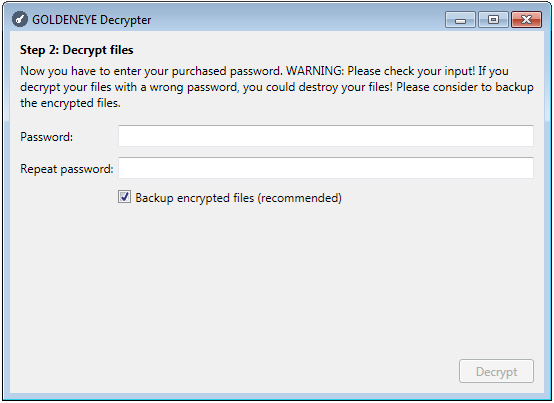 GOLDENEYE Decrypter
Step 2: Decrypt files
Now you have to enter your purchased password. WARNING: Please check your input! If you
decrypt your files with a wrong password, you could destroy your files! Please consider to backup
the encrypted files.
Password:
Repeat password:
Backup encrypted files (recommended)
Decrypt